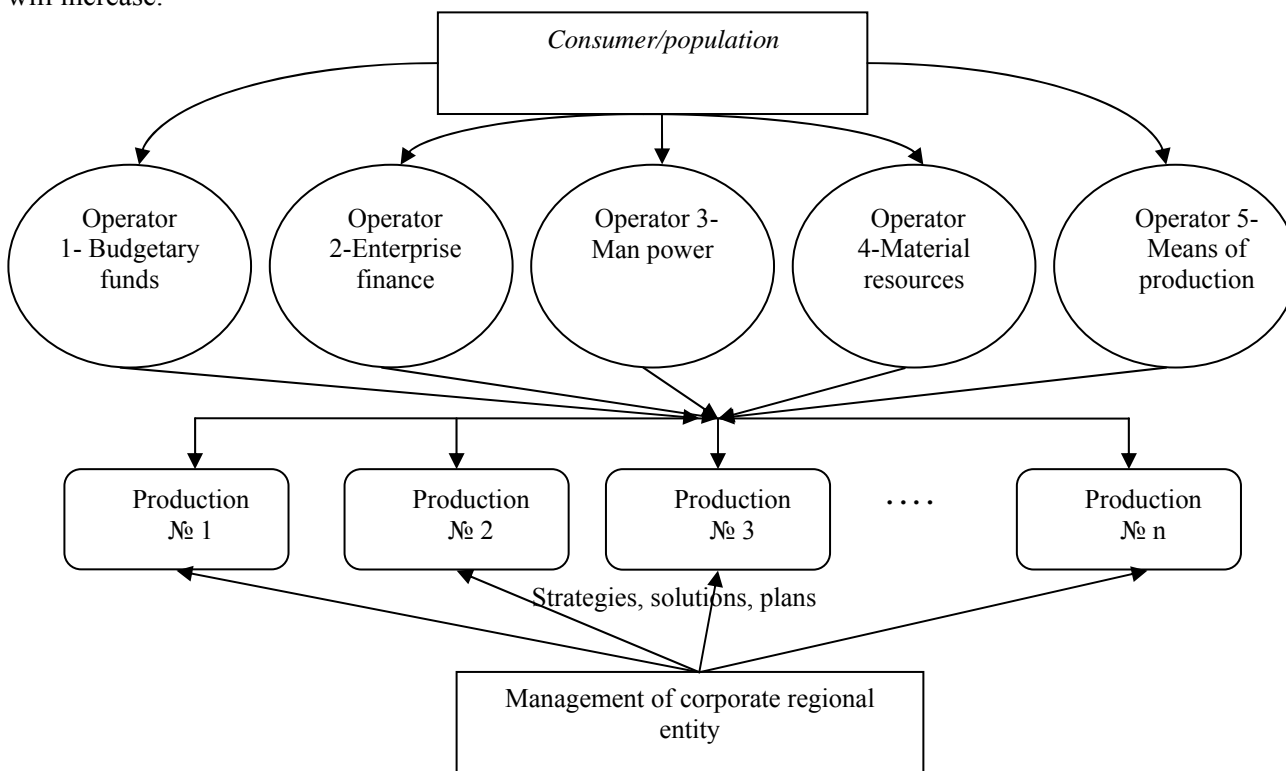 will increase.
Consumer/population
Operator
1- Budgetary
funds
Operator
2-Enterprise
finance
Operator 3-
Man power
Operator
4-Material
resources
Operator 5-
Means of
production
Production
№ 1
Production
№ 2
Production
№ 3
....
Production
№ n
Strategies, solutions, plans
Management of corporate regional
entity